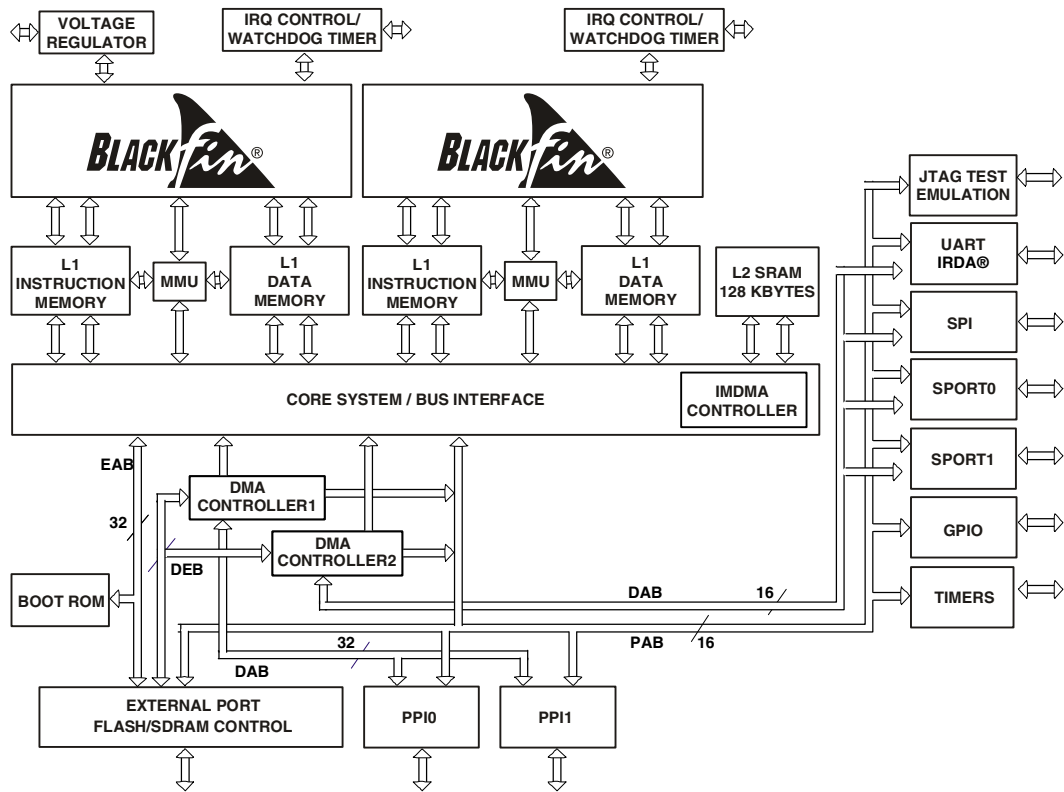 VOLTAGE
REGULATOR
IRQ CONTROL/
WATCHDOG TIMER
IRQ CONTROL/
WATCHDOG TIMER
BLACKfin®
BLACKfin®
L1
INSTRUCTION
MEMORY
MMU
L1
DATA
MEMORY
L1
INSTRUCTION
MEMORY
MMU
L1
DATA
MEMORY
L2 SRAM
128 KBYTES
CORE SYSTEM / BUS INTERFACE
IMDMA
CONTROLLER
JTAG TEST
EMULATION
UART
IRDA®
SPI
SPORT0
SPORT1
GPIO
TIMERS
EAB
32
DMA
CONTROLLER1
DMA
CONTROLLER2
DEB
BOOT ROM
DAB
16
32
PAB
16
DAB
EXTERNAL PORT
FLASH/SDRAM CONTROL
PPI0
PPI1